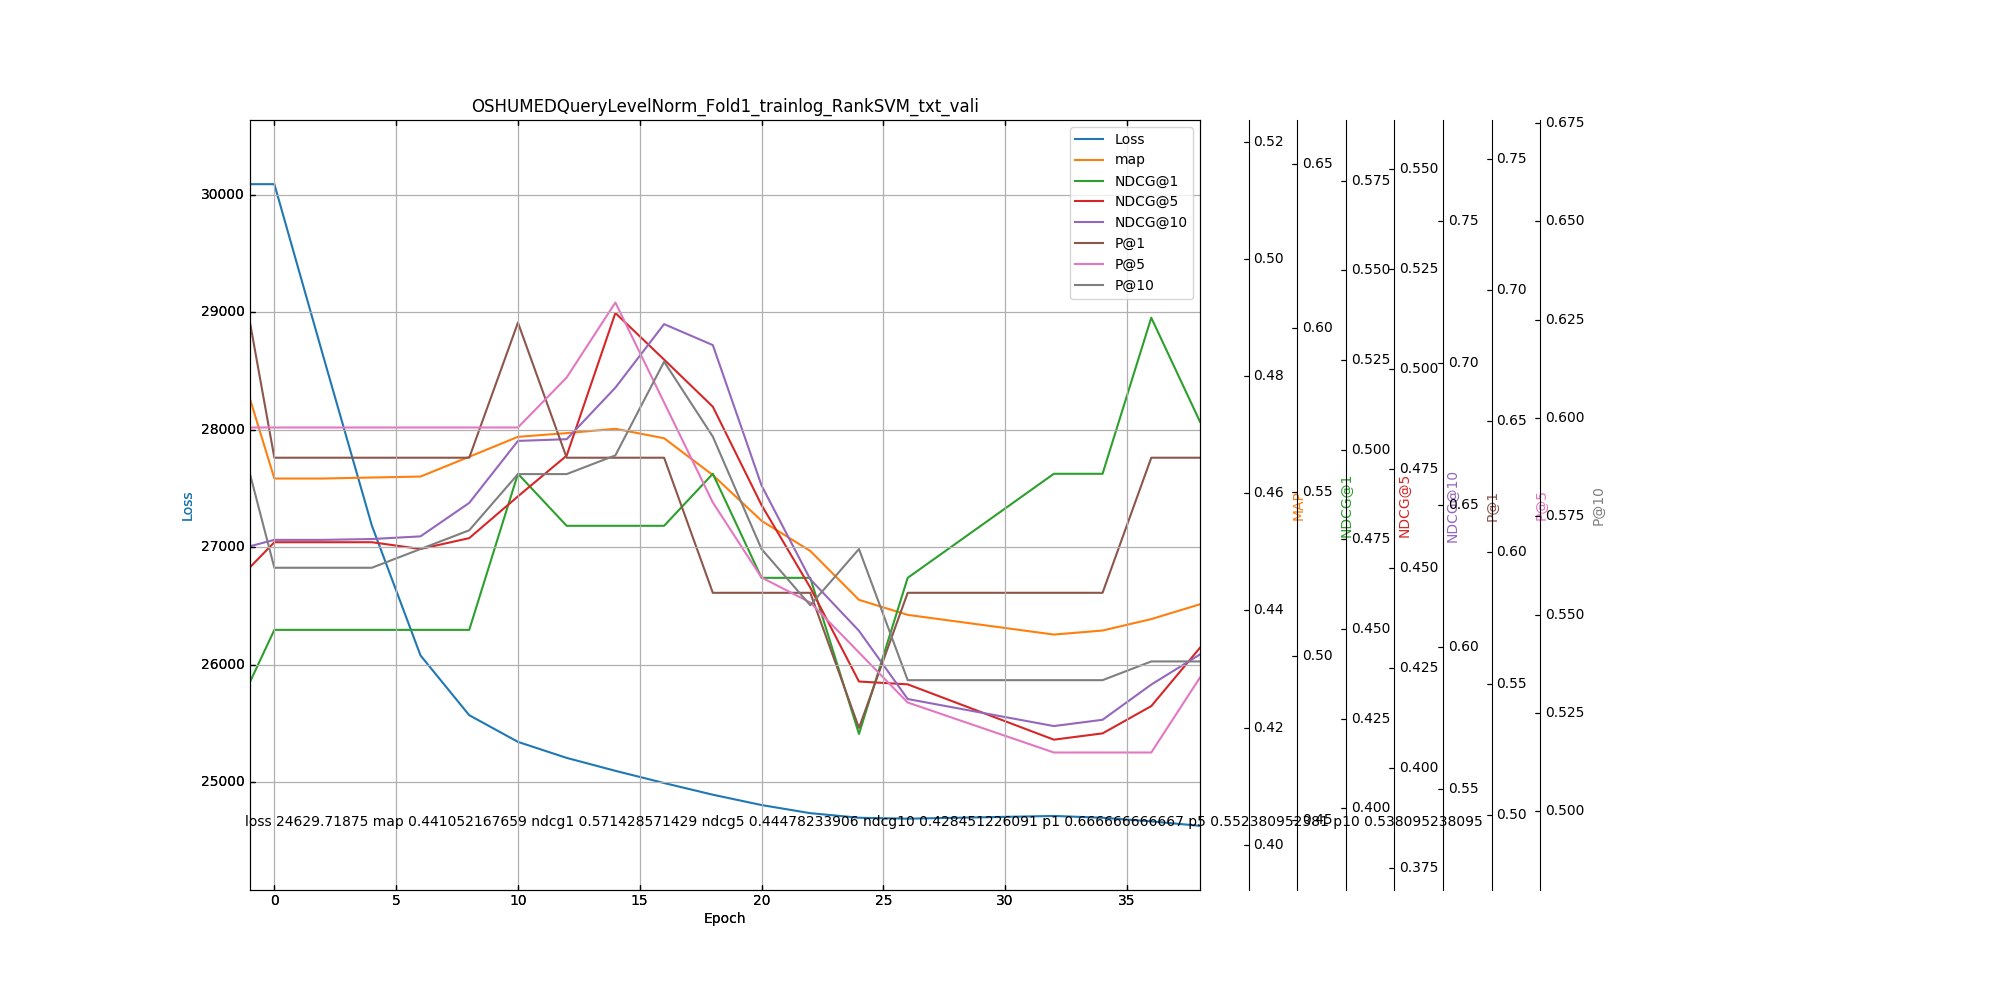 OSHUMEDQueryLevelNorm_Fold1_trainlog_RankSVM_txt_vali
Loss
map
NDCG@1
NDCG@5
NDCG@10
P@1
P@5
P@10
30000
29000
28000
27000
26000
25000
Loss
0 5 10 15 20 25 30 35
Epoch
loss 24629.71875 map 0.441052167659 ndcg1 0.571428571429 ndcg5 0.44478233906 ndcg10 0.428451226091 p1 0.666666666667 p5 0.552380952381 p10 0.538095238095
0.52
0.50
0.48
0.46
0.44
0.42
0.40
MAP
0.65
0.60
0.55
0.50
0.45
NDCG@1
0.575
0.550
0.525
0.500
0.475
0.450
0.425
0.400
NDCG@5
0.550
0.525
0.500
0.475
0.450
0.425
0.400
0.375
NDCG@10
0.75
0.70
0.65
0.60
0.55
P@1
0.75
0.70
0.65
0.60
0.55
0.50
P@5
0.675
0.650
0.625
0.600
0.575
0.550
0.525
0.500
P@10